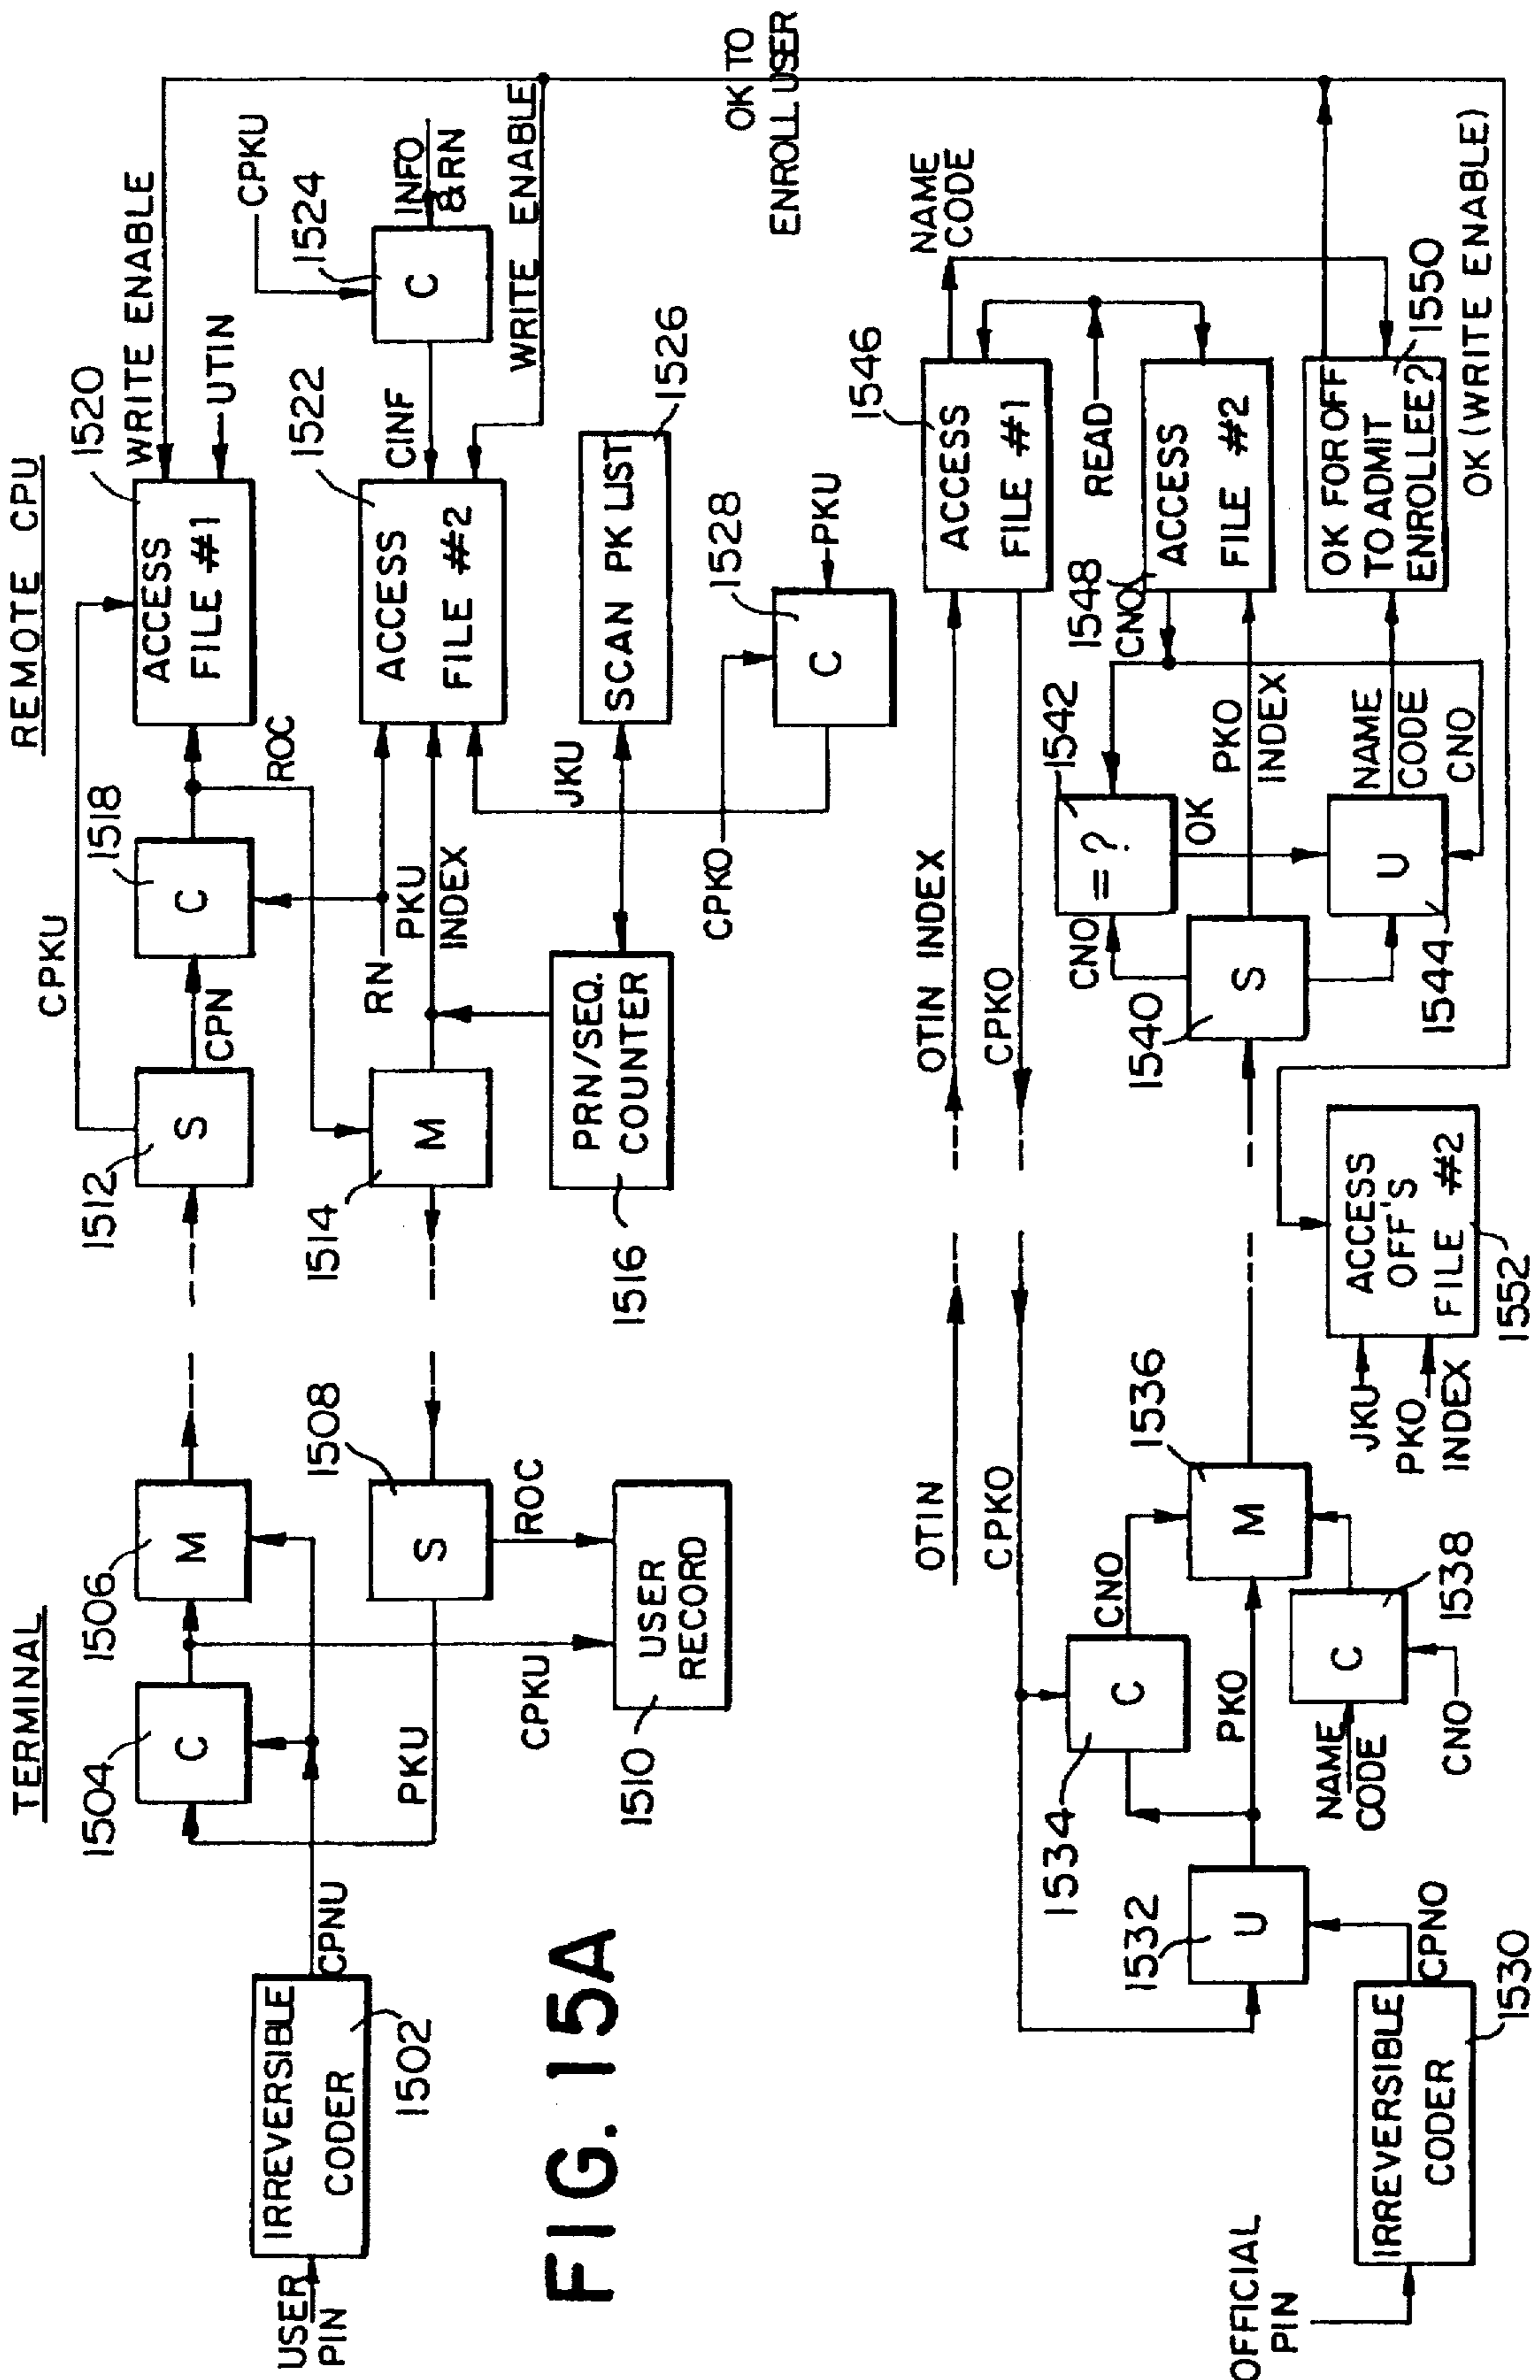 TERMINAL
REMOTE CPU
USER
PIN
IRREVERSIBLE
CODER
1502
CPNU
1504
C
1506
M
PKU
CPKU
1508
S
ROC
USER
RECORD
1510
1512
S
CPKU
CPN
1518
C
ROC
1514
M
RN
PKU
INDEX
PRN/SEQ.
COUNTER
1516
1520
ACCESS
FILE #1
WRITE ENABLE
UTIN
1522
ACCESS
FILE #2
CINF
1524
C
CPKU
INFO
& RN
WRITE ENABLE
JKU
SCAN PK LIST
1526
1528
C
PKU
CPKO
OK TO
ENROLL USER
FIG. 15A
OTIN
OTIN INDEX
CPKO
CPKO
OFFICIAL
PIN
IRREVERSIBLE
CODER
1530
CPNO
1532
U
1534
C
PKO
CNO
1536
M
NAME
CODE
C
1538
CNO
1540
S
CNO
1542
= ?
OK
PKO
INDEX
U
1544
NAME
CODE
CNO
1546
ACCESS
FILE #1
NAME
CODE
READ
1548
CNO
ACCESS
FILE #2
OK FOR OFF
TO ADMIT
ENROLLEE?
1550
OK (WRITE ENABLE)
JKU
PKO
INDEX
ACCESS
OFF'S
FILE #2
1552